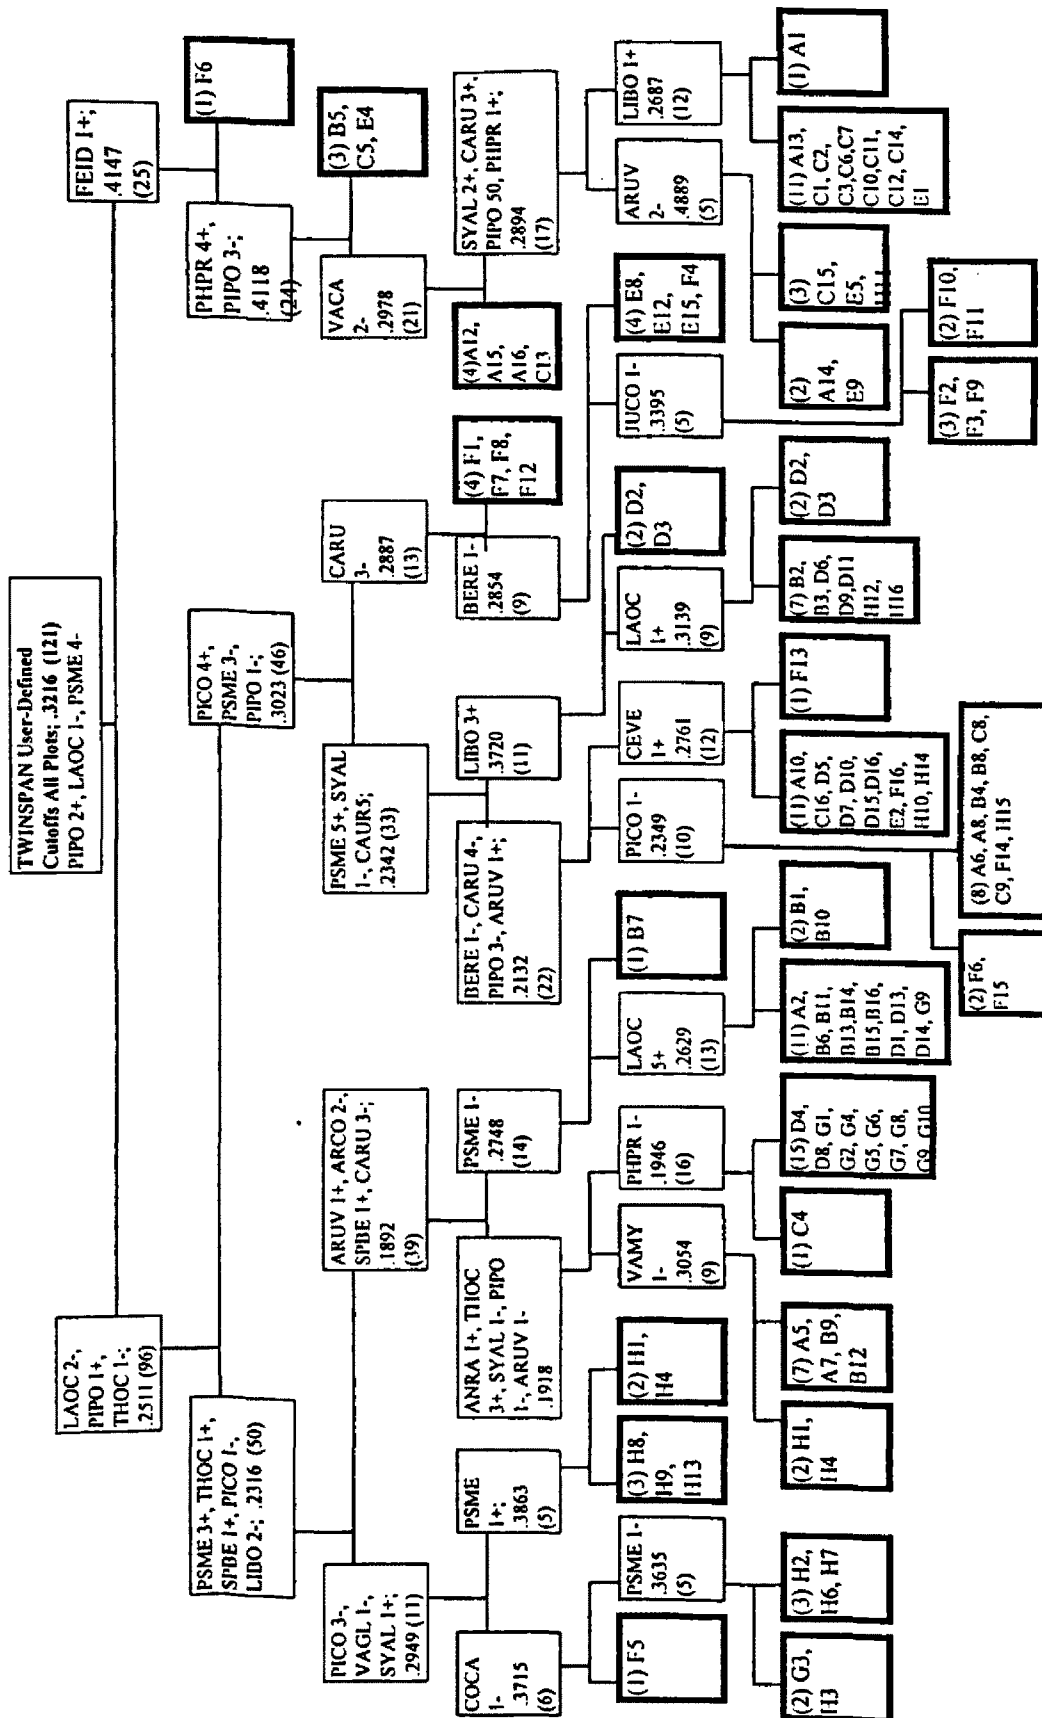 TWINSPAN User-Defined
Cutoffs All Plots; .3216 (121)
PIPO 2+, LAOC 1-, PSME 4-
LAOC 2-,
PIPO 1+,
THOC 1-;
.2511 (96)
FEID 1+;
.4147
(25)
PSME 3+, THOC 1+,
SPBE 1+, PICO 1-,
LIBO 2-; .2316 (50)
PICO 4+,
PSME 3-,
PIPO 1-;
.3023 (46)
PHPR 4+,
PIPO 3-;
.4118
(24)
(1) F6
PICO 3-,
VAGL 1-,
SYAL 1+;
.2949 (11)
ARUV 1+, ARCO 2-,
SPBE 1+, CARU 3-;
.1892
(39)
PSME 5+, SYAL
1-, CAUR5;
.2342 (33)
CARU
3-
.2887
(13)
VACA
2-
.2978
(21)
(3) B5,
C5, E4
COCA
1-
.3715
(6)
PSME
1+;
.3863
(5)
ANRA 1+, THOC
3+, SYAL 1-, PIPO
1-, ARUV 1-
.1918
PSME 1-
.2748
(14)
BERE 1-, CARU 4-,
PIPO 3-, ARUV 1+;
.2132
(22)
LIBO 3+
.3720
(11)
BERE 1-
.2854
(9)
(4) F1,
F7, F8,
F12
(4)A12,
A15,
A16,
C13
SYAL 2+, CARU 3+,
PIPO 50, PHPR 1+;
.2894
(17)
(1) F5
PSME 1-
.3635
(5)
(3) H8,
H9,
H13
(2) H1,
H4
VAMY
1-
.3054
(9)
PHPR 1-
.1946
(16)
LAOC
5+
.2629
(13)
(1) B7
PICO 1-
.2349
(10)
CEVE
1+
.2761
(12)
LAOC
1+
.3139
(9)
(2) D2,
D3
JUCO 1-
.3395
(5)
(4) E8,
E12,
E15, F4
ARUV
2-
.4889
(5)
LIBO 1+
.2687
(12)
(2) G3,
H3
(3) H2,
H6, H7
(2) H1,
H4
(7) A5,
A7, B9,
B12
(1) C4
(15) D4,
D8, G1,
G2, G4,
G5, G6,
G7, G8,
G9, G10
(11) A2,
B6, B11,
B13,B14,
B15,B16,
D1, D13,
D14, G9
(2) B1,
B10
(11) A10,
C16, D5,
D7, D10,
D15,D16,
E2, F16,
H10, H14
(1) F13
(7) B2,
B3, D6,
D9,D11
H12,
H16
(2) D2,
D3
(2)
A14,
E9
(3)
C15,
E5,
(11) A13,
C1, C2,
C3,C6,C7
C10,C11,
C12, C14,
E1
(1) A1
(2) F6,
F15
(8) A6, A8, B4, B8, C8,
C9, F14, H15
(3) F2,
F3, F9
(2) F10,
F11